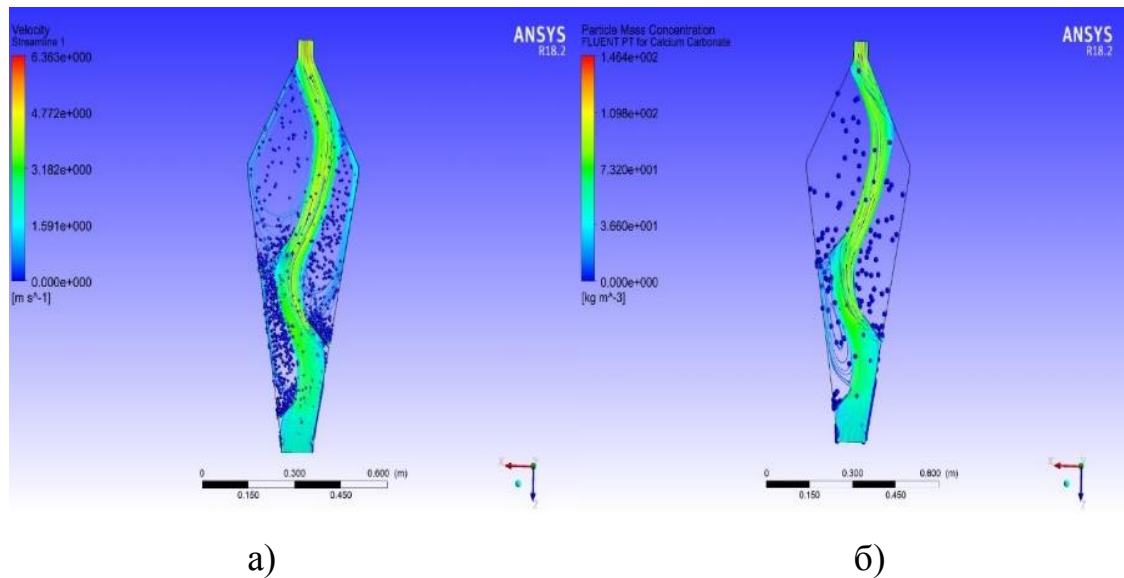 Velocity
Streamline 1
6.363e+000
4.772e+000
3.182e+000
1.591e+000
0.000e+000
[m s^-1]
ANSYS
R18.2
0 0.300 0.600 (m)
0.150 0.450
X
Z
а)
Particle Mass Concentration
FLUENT PT for Calcium Carbonate
1.464e+002
1.098e+002
7.320e+001
3.660e+001
0.000e+000
[kg m^-3]
ANSYS
R18.2
0 0.300 0.600 (m)
0.150 0.450
X
Z
б)